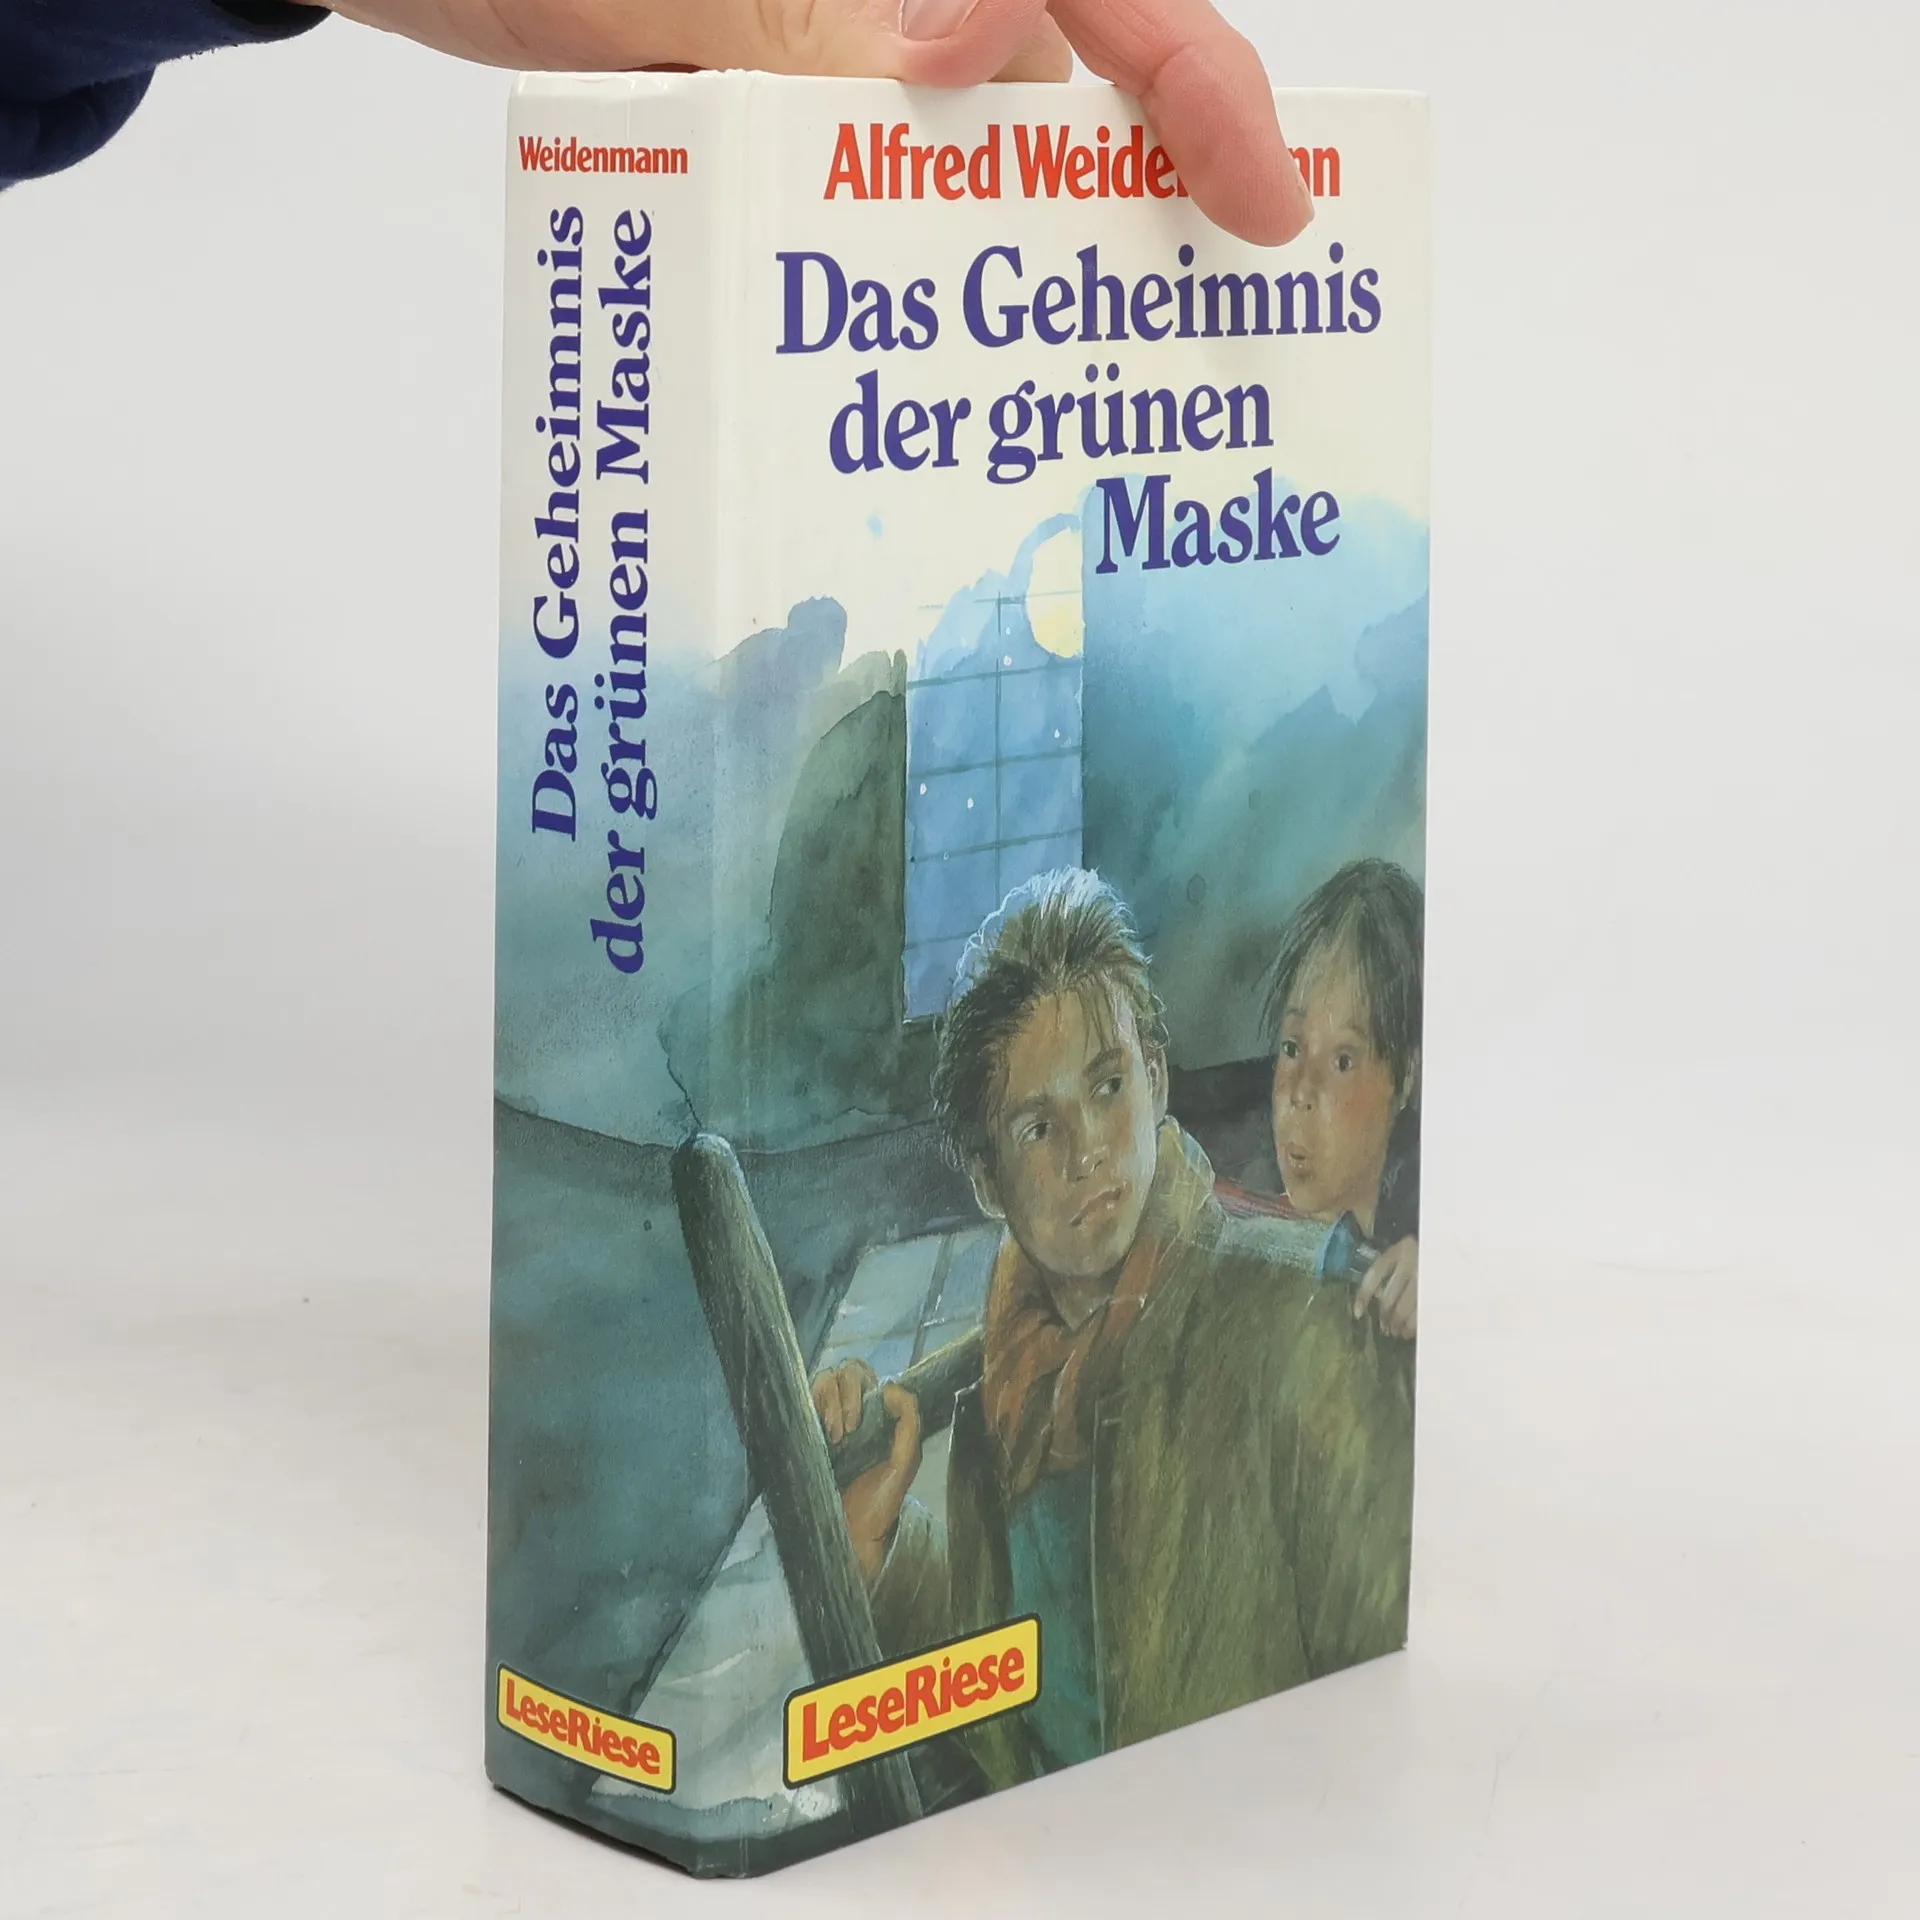 Weidenmann
Das Geheimnis
der grünen Maske
LeseRiese
Alfred
Das Geheimnis
der grünen
Maske
LeseRiese